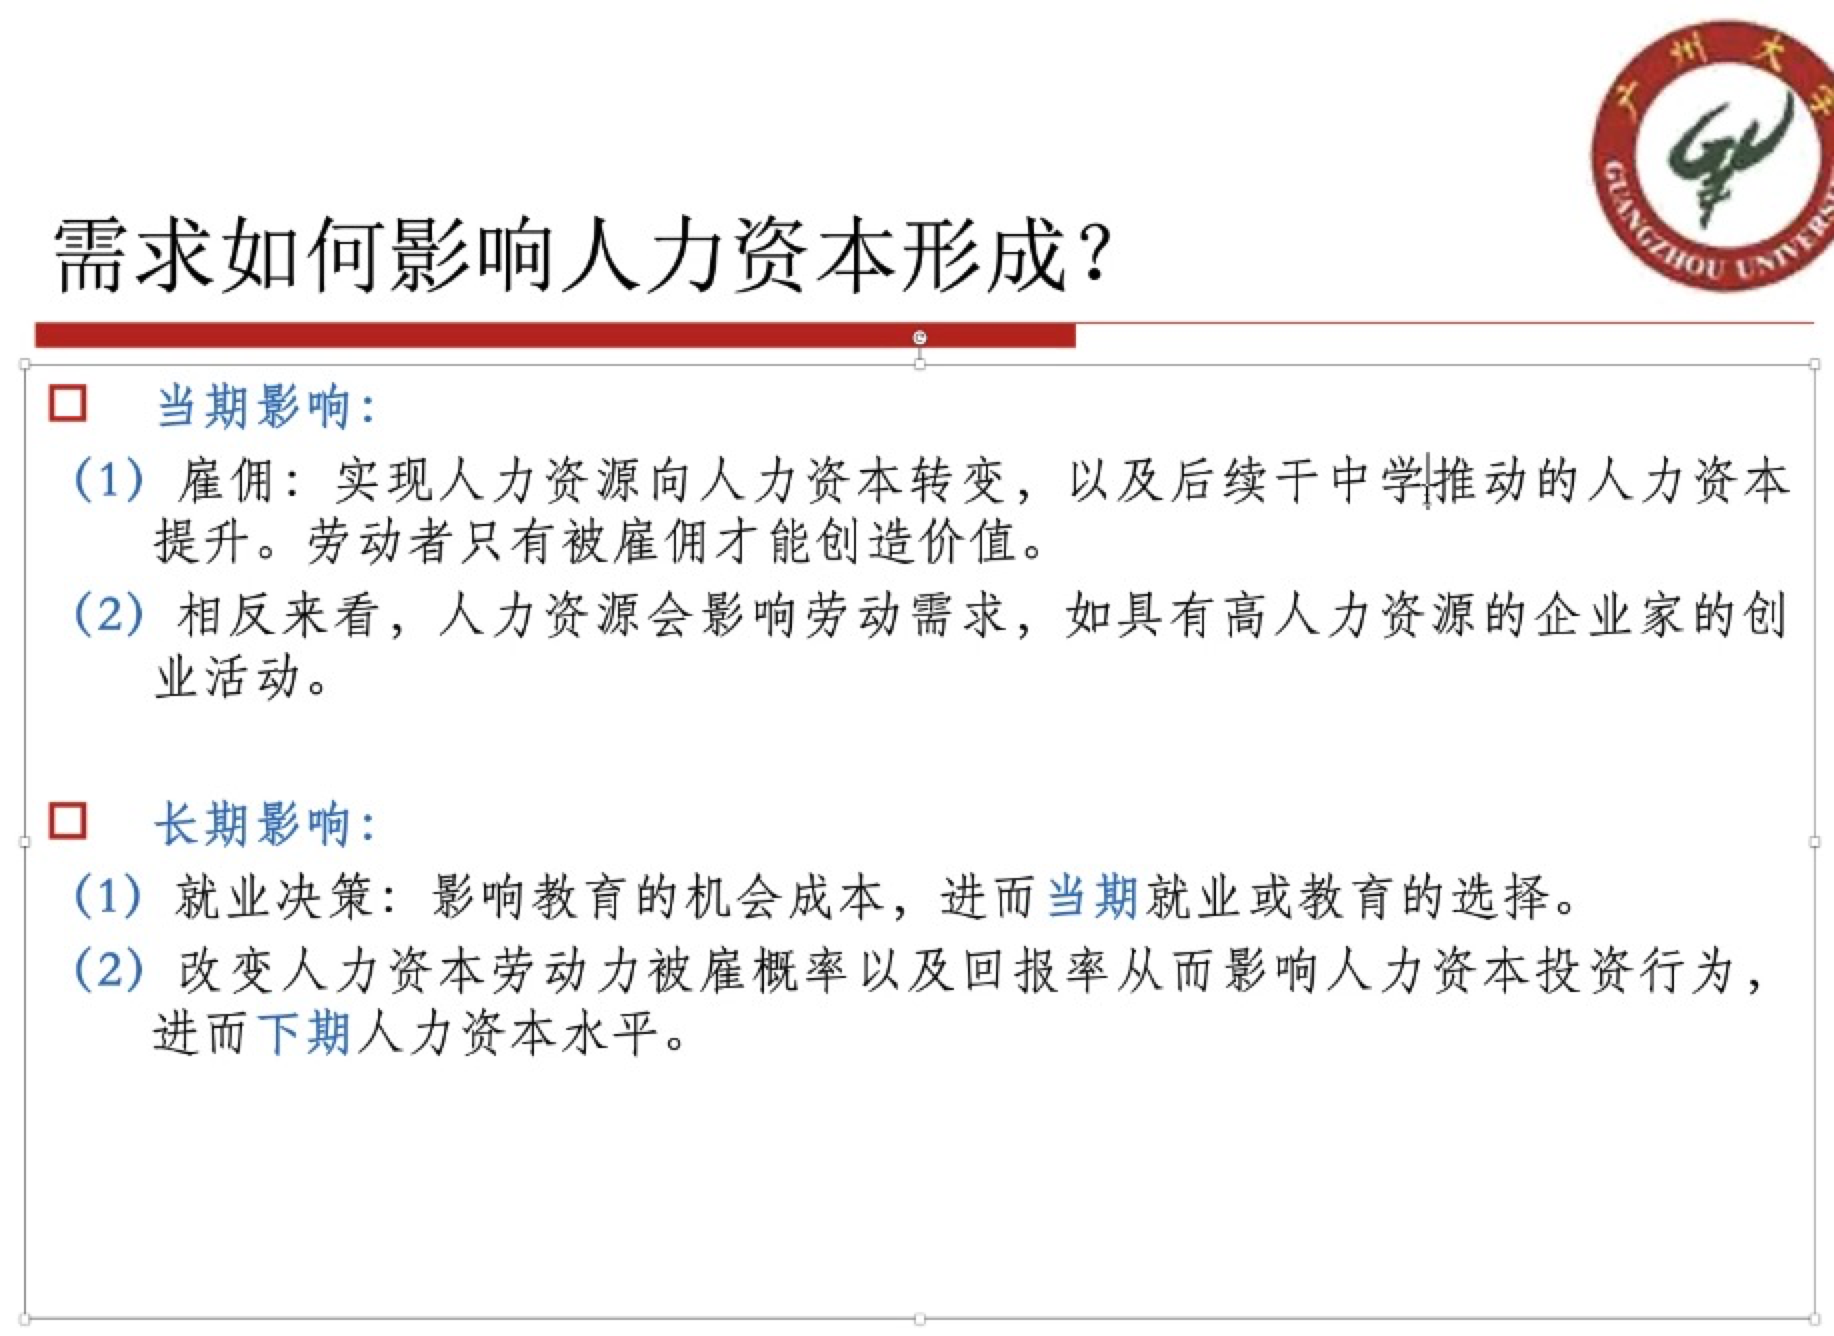 广州大学
GUANGZHOU UNIVERS
需求如何影响人力资本形成？
当期影响：
（1）雇佣：实现人力资源向人力资本转变，以及后续干中学推动的人力资本
提升。劳动者只有被雇佣才能创造价值。
（2）相反来看，人力资源会影响劳动需求，如具有高人力资源的企业家的创
业活动。
长期影响：
（1）就业决策：影响教育的机会成本，进而当期就业或教育的选择。
（2）改变人力资本劳动力被雇概率以及回报率从而影响人力资本投资行为，
进而下期人力资本水平。